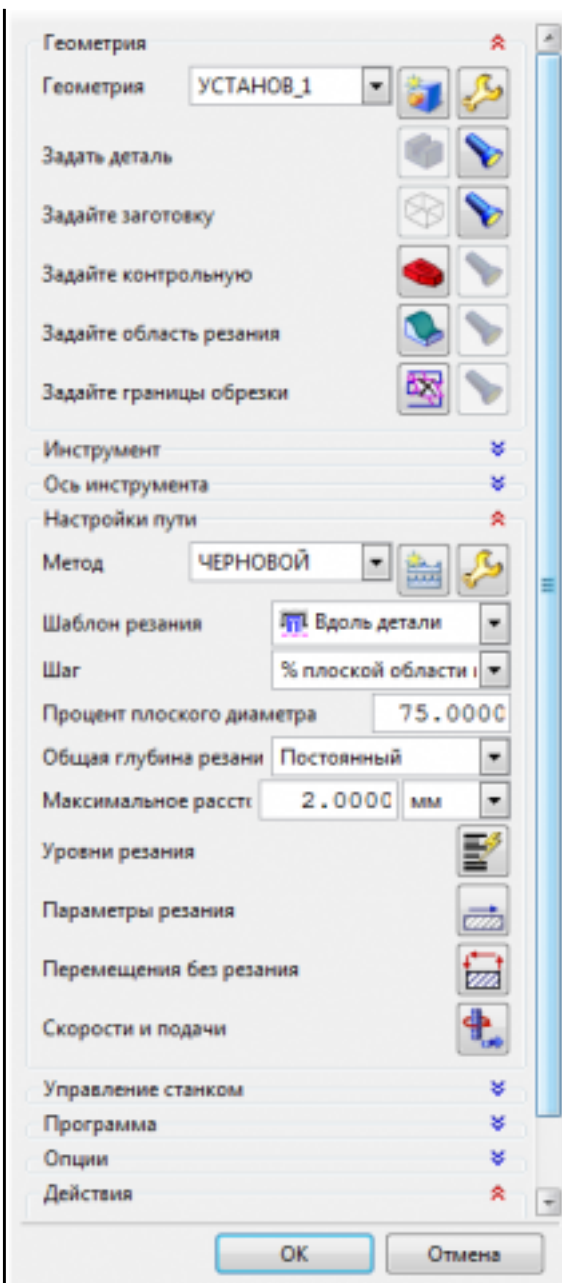 Геометрия
Геометрия УСТАНОВ_1
Задать деталь
Задайте заготовку
Задайте контрольную
Задайте область резания
Задайте границы обрезки
Инструмент
Ось инструмента
Настройки пути
Метод ЧЕРНОВОЙ
Шаблон резания Вдоль детали
Шаг % плоской области
Процент плоского диаметра 75.0000
Общая глубина резани Постоянный
Максимальное расст 2.0000 мм
Уровни резания
Параметры резания
Перемещения без резания
Скорости и подачи
Управление станком
Программа
Опции
Действия
ОК Отмена